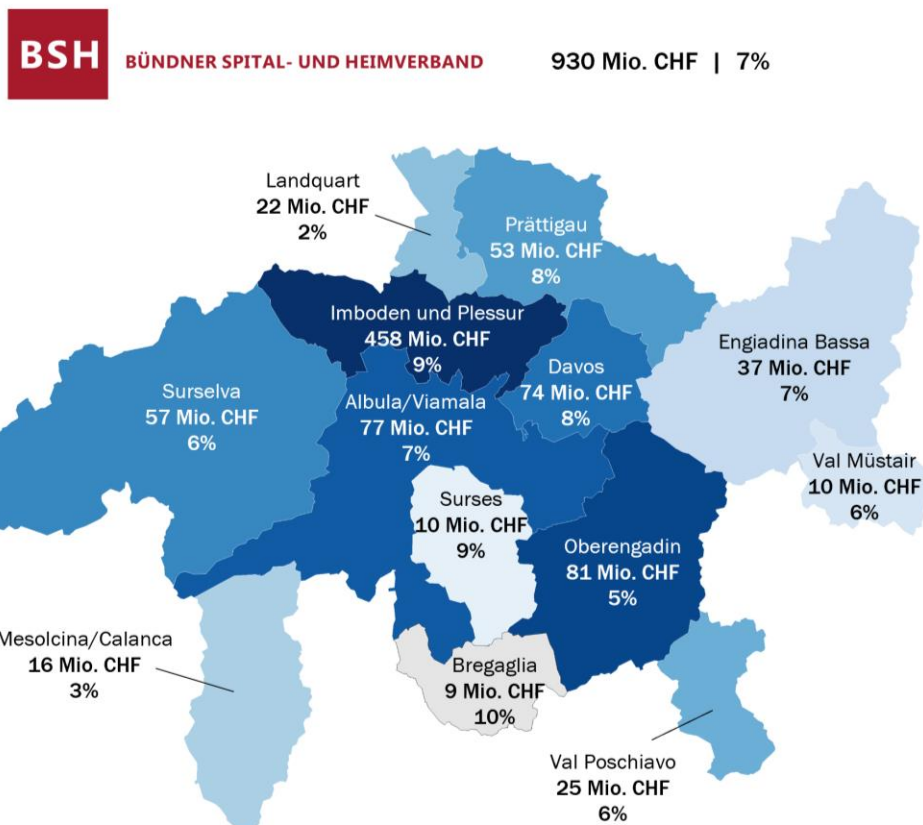 BSH
BÜNDNER SPITAL- UND HEIMVERBAND
930 Mio. CHF | 7%
Landquart
22 Mio. CHF
2%
Prättigau
53 Mio. CHF
8%
Imboden und Plessur
458 Mio. CHF
9%
Davos
74 Mio. CHF
8%
Engiadina Bassa
37 Mio. CHF
7%
Surselva
57 Mio. CHF
6%
Albula/Viamala
77 Mio. CHF
7%
Val Müstair
10 Mio. CHF
6%
Surses
10 Mio. CHF
9%
Oberengadin
81 Mio. CHF
5%
Mesolcina/Calanca
16 Mio. CHF
3%
Bregaglia
9 Mio. CHF
10%
Val Poschiavo
25 Mio. CHF
6%